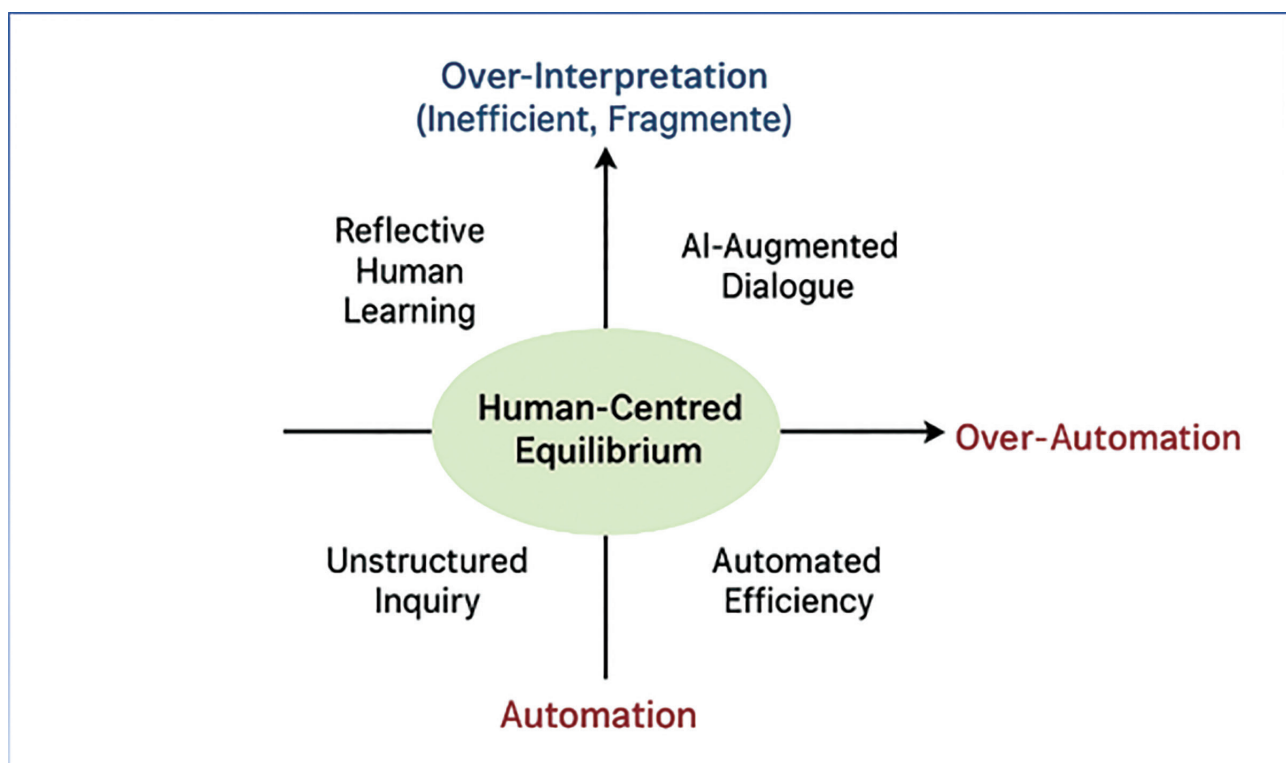 Over-Interpretation
(Inefficient, Fragmente)
Reflective
Human
Learning
AI-Augmented
Dialogue
Human-Centred
Equilibrium
Over-Automation
Unstructured
Inquiry
Automated
Efficiency
Automation